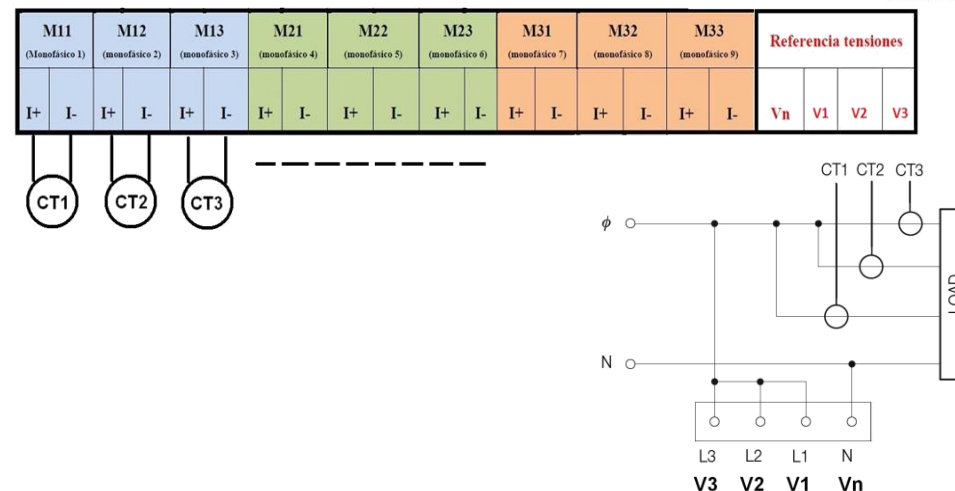 M11 M12 M13 M21 M22 M23 M31 M32 M33 Referencia tensiones
(Monofásico 1) (monofásico 2) (monofásico 3) (monofásico 4) (monofásico 5) (monofásico 6) (monofásico 7) (monofásico 8) (monofásico 9)
I+ I- I+ I- I+ I- I+ I- I+ I- I+ I- I+ I- I+ I- I+ I- Vn V1 V2 V3
CT1 CT2 CT3
CT1 CT2 CT3
ϕ
LOAD
N
L3 L2 L1 N
V3 V2 V1 Vn